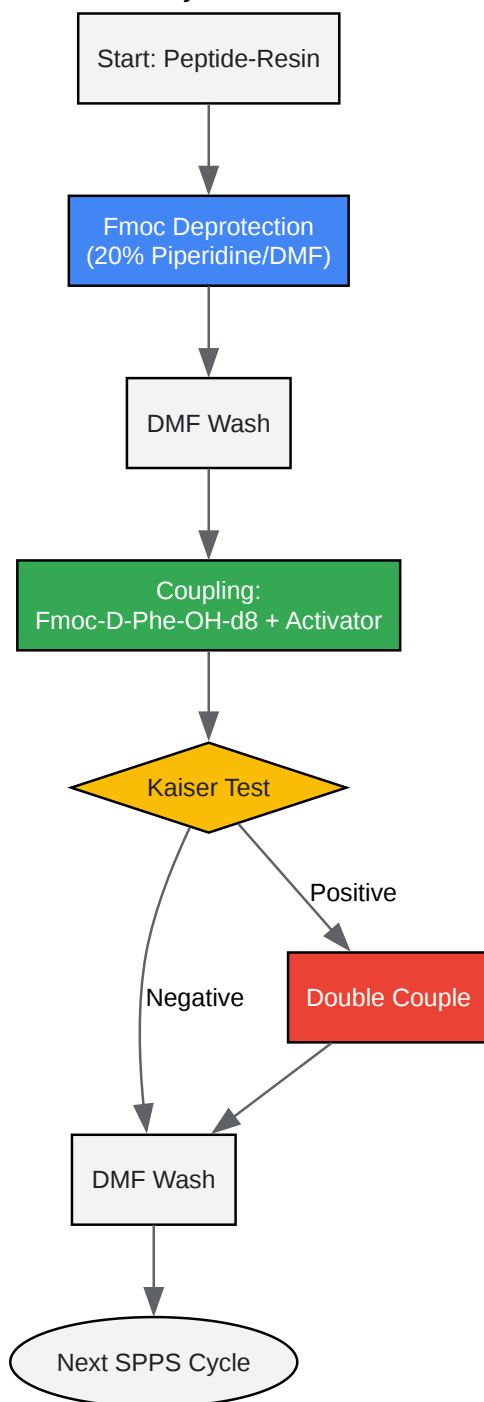 Start: Peptide-Resin
Fmoc Deprotection
(20% Piperidine/DMF)
DMF Wash
Coupling:
Fmoc-D-Phe-OH-d8 + Activator
Kaiser Test
Positive
Negative
Double Couple
DMF Wash
Next SPPS Cycle